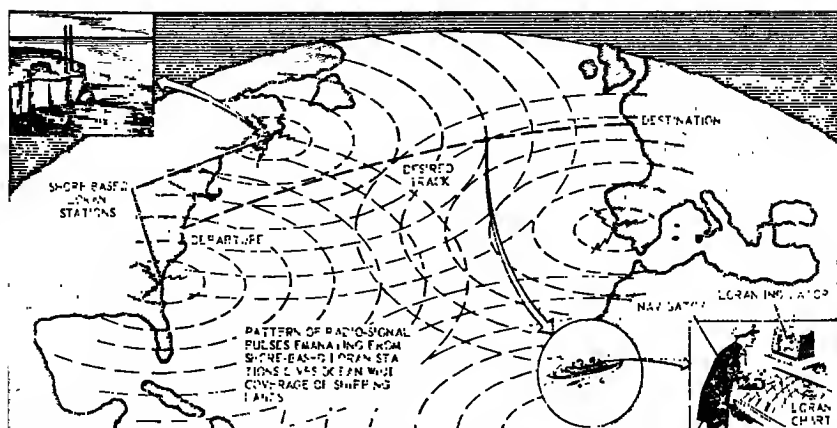 DESTINATION
DESIRED
TRACK
SHORE-BASED
LORAN
STATIONS
DEPARTURE
NAVIGATOR
LORAN INDICATOR
PATTERN OF RADIO-SIGNAL
PULSES EMANATING FROM
SHORE-BASED LORAN STA-
TIONS GIVES OCEAN WIDE
COVERAGE OF SHIPPING
LANES
LORAN
CHART